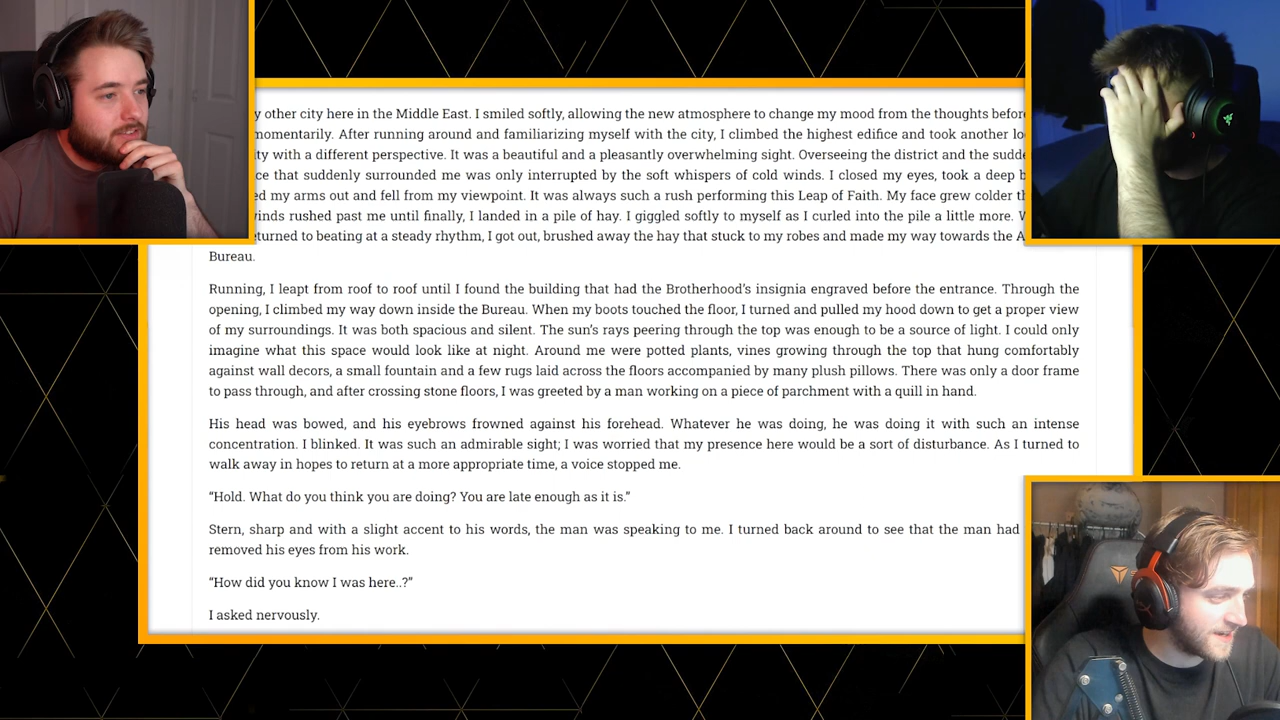 y other city here in the Middle East. I smiled softly, allowing the new atmosphere to change my mood from the thoughts before
momentarily. After running around and familiarizing myself with the city, I climbed the highest edifice and took another lo
ity with a different perspective. It was a beautiful and a pleasantly overwhelming sight. Overseeing the district and the sudde
ce that suddenly surrounded me was only interrupted by the soft whispers of cold winds. I closed my eyes, took a deep b
ed my arms out and fell from my viewpoint. It was always such a rush performing this Leap of Faith. My face grew colder th
winds rushed past me until finally, I landed in a pile of hay. I giggled softly to myself as I curled into the pile a little more. W
eturned to beating at a steady rhythm, I got out, brushed away the hay that stuck to my robes and made my way towards the A
Bureau.
Running, I leapt from roof to roof until I found the building that had the Brotherhood’s insignia engraved before the entrance. Through the
opening, I climbed my way down inside the Bureau. When my boots touched the floor, I turned and pulled my hood down to get a proper view
of my surroundings. It was both spacious and silent. The sun’s rays peering through the top was enough to be a source of light. I could only
imagine what this space would look like at night. Around me were potted plants, vines growing through the top that hung comfortably
against wall decors, a small fountain and a few rugs laid across the floors accompanied by many plush pillows. There was only a door frame
to pass through, and after crossing stone floors, I was greeted by a man working on a piece of parchment with a quill in hand.
His head was bowed, and his eyebrows frowned against his forehead. Whatever he was doing, he was doing it with such an intense
concentration. I blinked. It was such an admirable sight; I was worried that my presence here would be a sort of disturbance. As I turned to
walk away in hopes to return at a more appropriate time, a voice stopped me.
“Hold. What do you think you are doing? You are late enough as it is.”
Stern, sharp and with a slight accent to his words, the man was speaking to me. I turned back around to see that the man had
removed his eyes from his work.
“How did you know I was here..?”
I asked nervously.